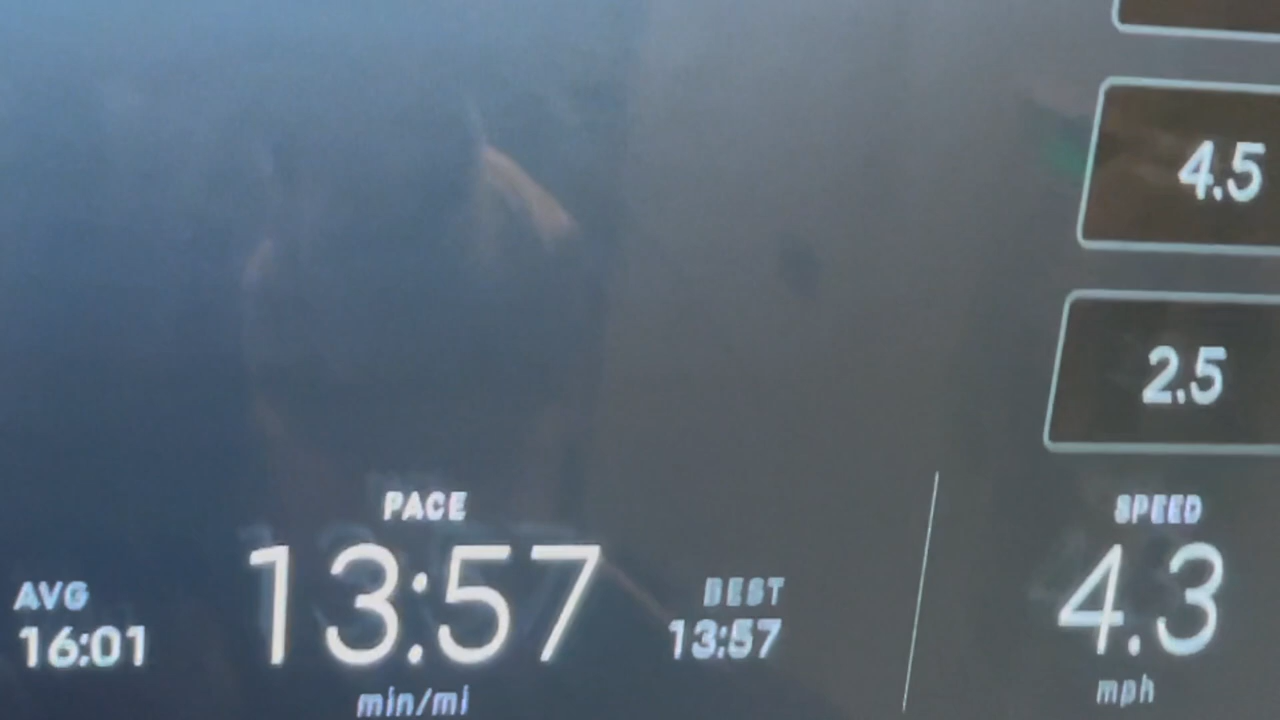 4.5
2.5
PACE
SPEED
13:57
4.3
AVG
BEST
16:01
13:57
min/mi
mph